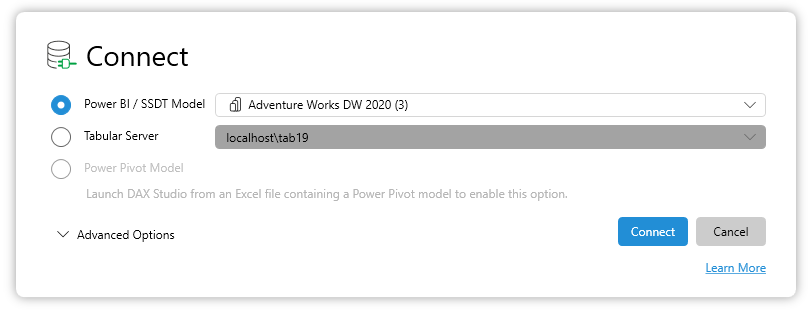 Connect
Power BI / SSDT Model
Adventure Works DW 2020 (3)
Tabular Server
localhost\tab19
Power Pivot Model
Launch DAX Studio from an Excel file containing a Power Pivot model to enable this option.
Advanced Options
Connect
Cancel
Learn More